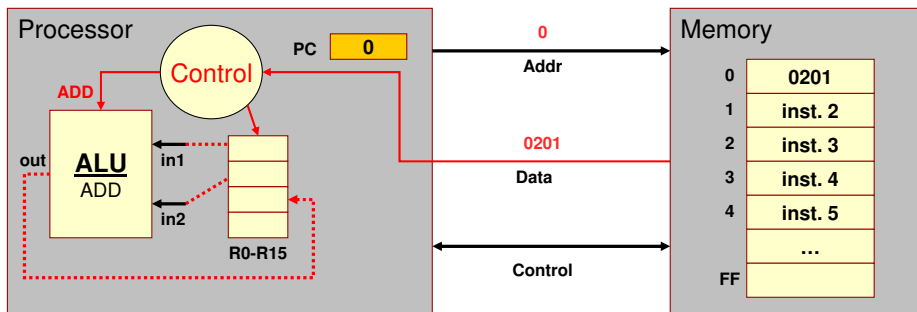 Processor
PC
0
0
Addr
Memory
Control
ADD
0
0201
1
inst. 2
2
inst. 3
3
inst. 4
4
inst. 5
...
FF
0201
Data
out
ALU
ADD
in1
in2
R0-R15
Control